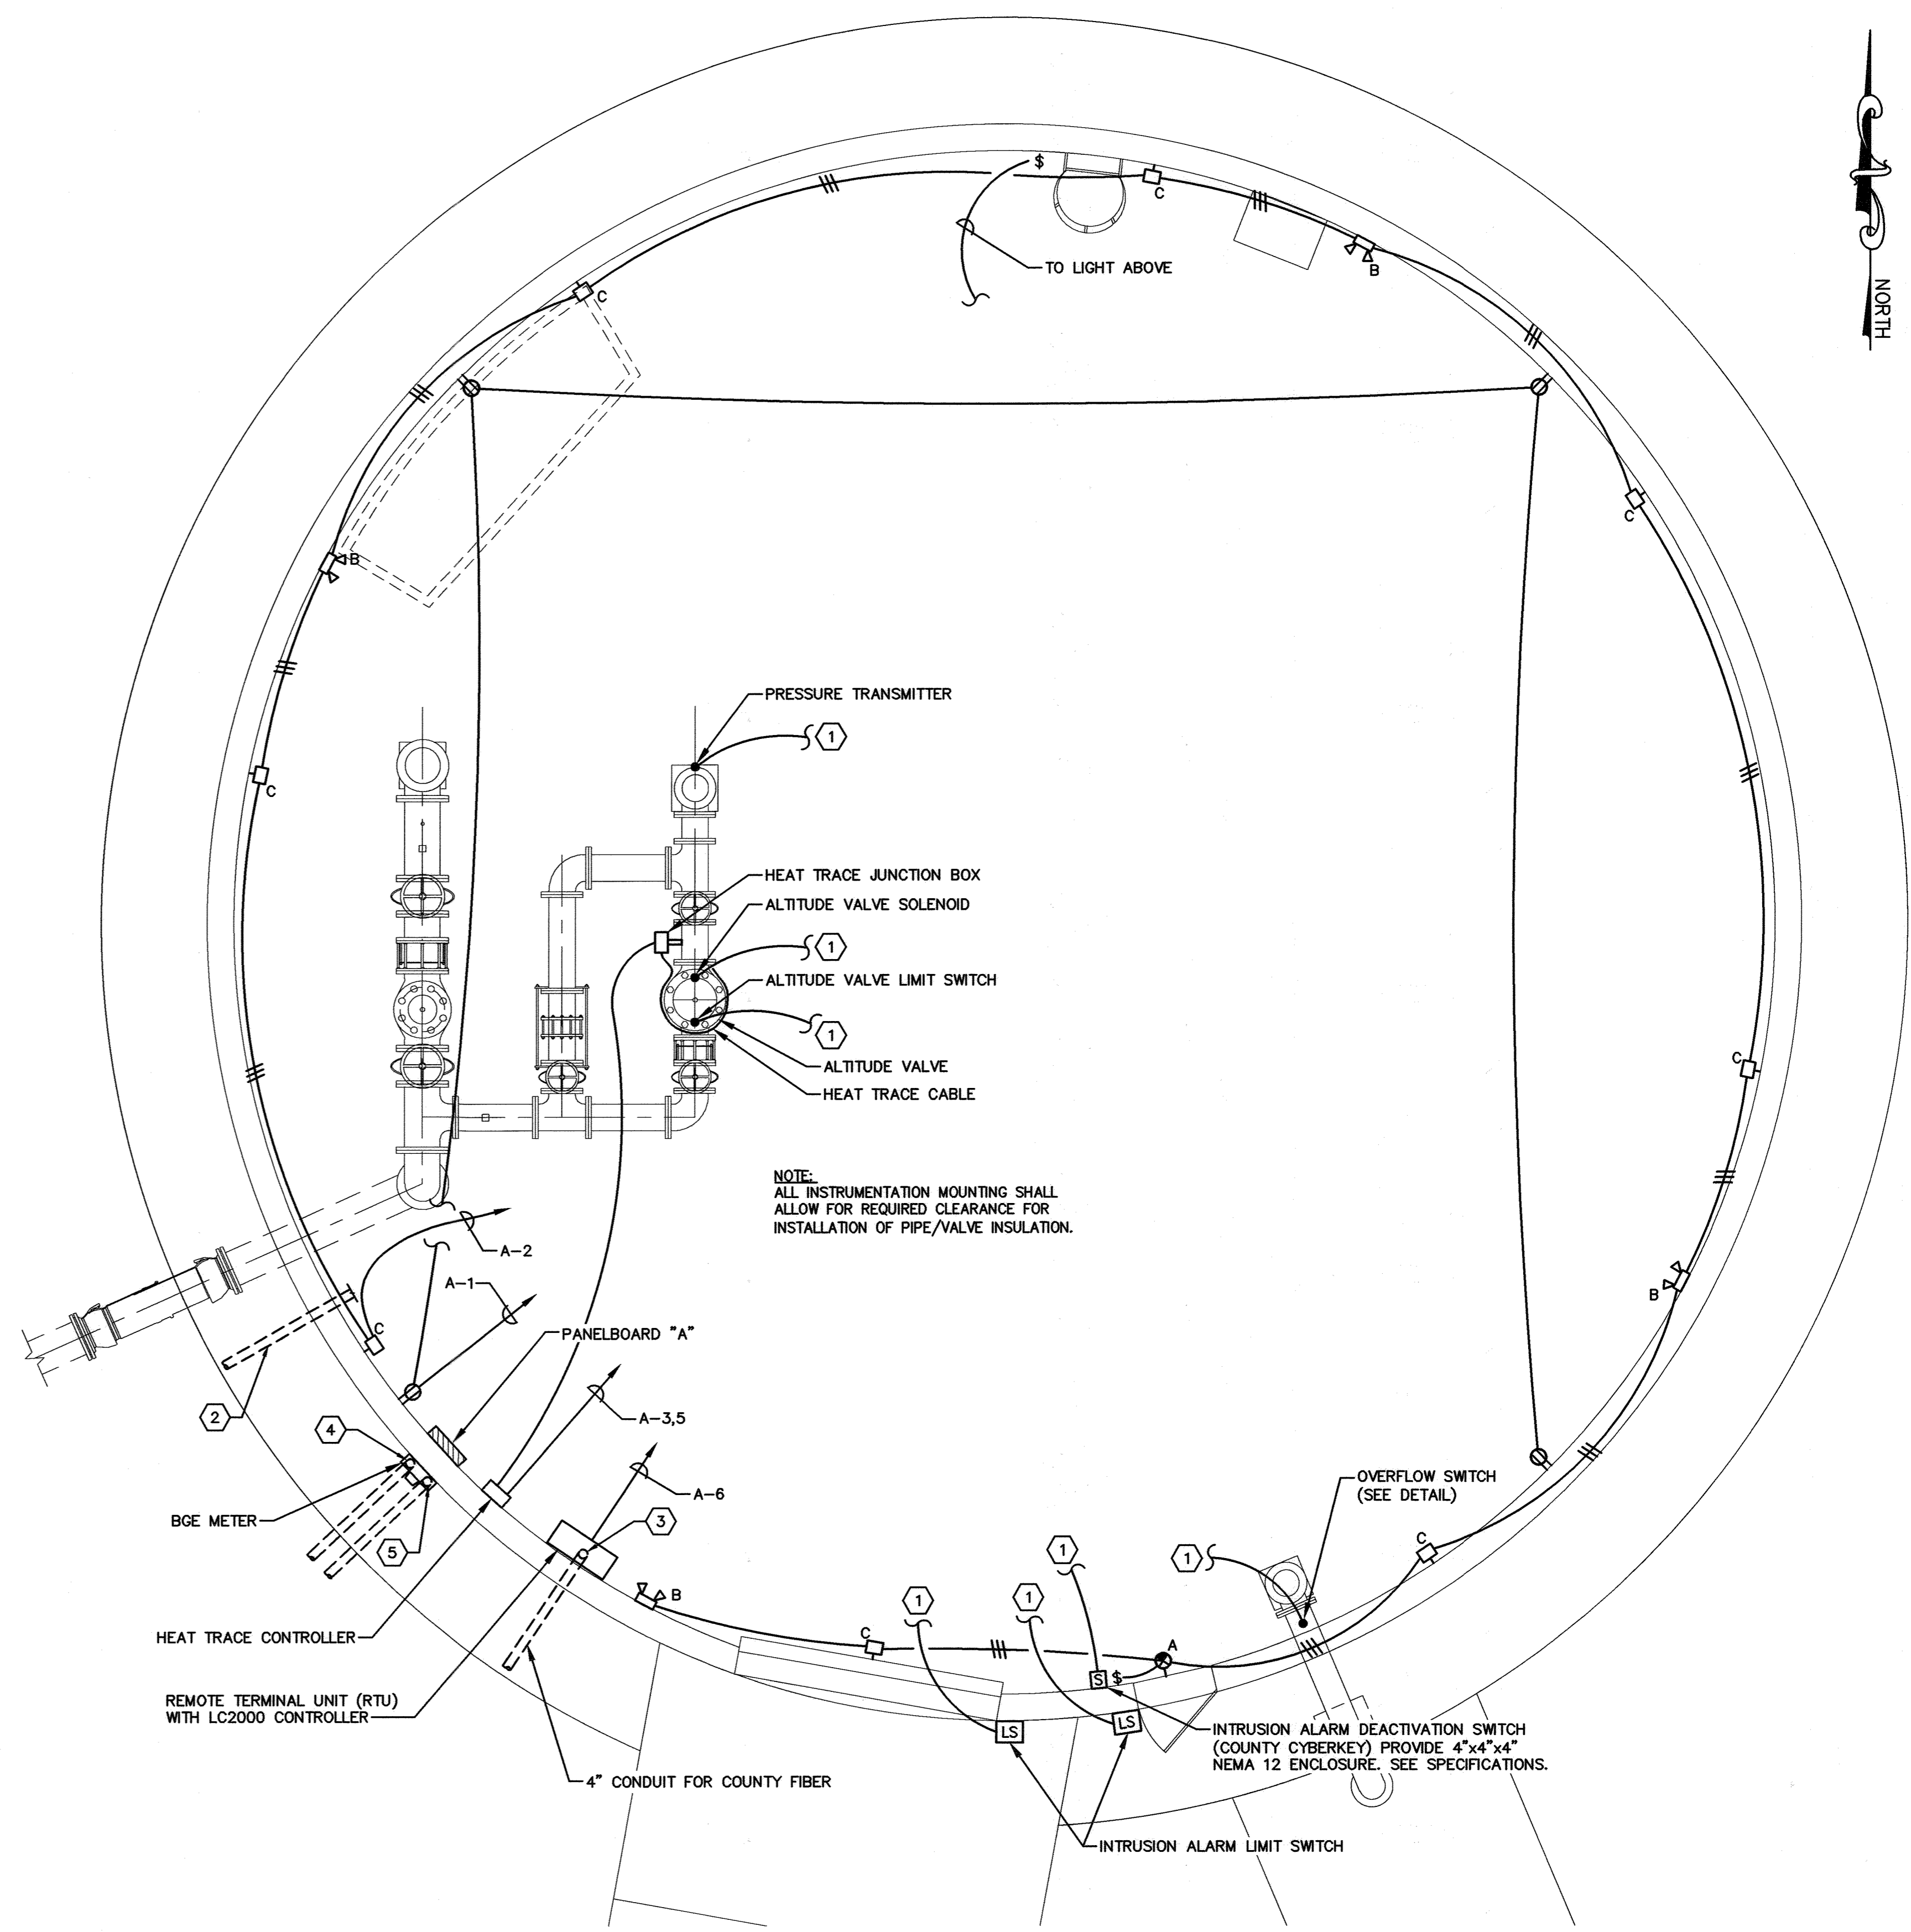 $
C
TO LIGHT ABOVE
B
NORTH
C
C
B
PRESSURE TRANSMITTER
1
C
HEAT TRACE JUNCTION BOX
ALTITUDE VALVE SOLENOID
1
ALTITUDE VALVE LIMIT SWITCH
1
ALTITUDE VALVE
HEAT TRACE CABLE
C
NOTE:
ALL INSTRUMENTATION MOUNTING SHALL
ALLOW FOR REQUIRED CLEARANCE FOR
INSTALLATION OF PIPE/VALVE INSULATION.
A-2
A-1
B
C
PANELBOARD "A"
2
4
A-3,5
A-6
BGE METER
5
3
OVERFLOW SWITCH
(SEE DETAIL)
C
1
1
B
1
1
HEAT TRACE CONTROLLER
C
A
S
$
REMOTE TERMINAL UNIT (RTU)
WITH LC2000 CONTROLLER
LS
LS
INTRUSION ALARM DEACTIVATION SWITCH
(COUNTY CYBERKEY) PROVIDE 4"x4"x4"
NEMA 12 ENCLOSURE. SEE SPECIFICATIONS.
4" CONDUIT FOR COUNTY FIBER
INTRUSION ALARM LIMIT SWITCH